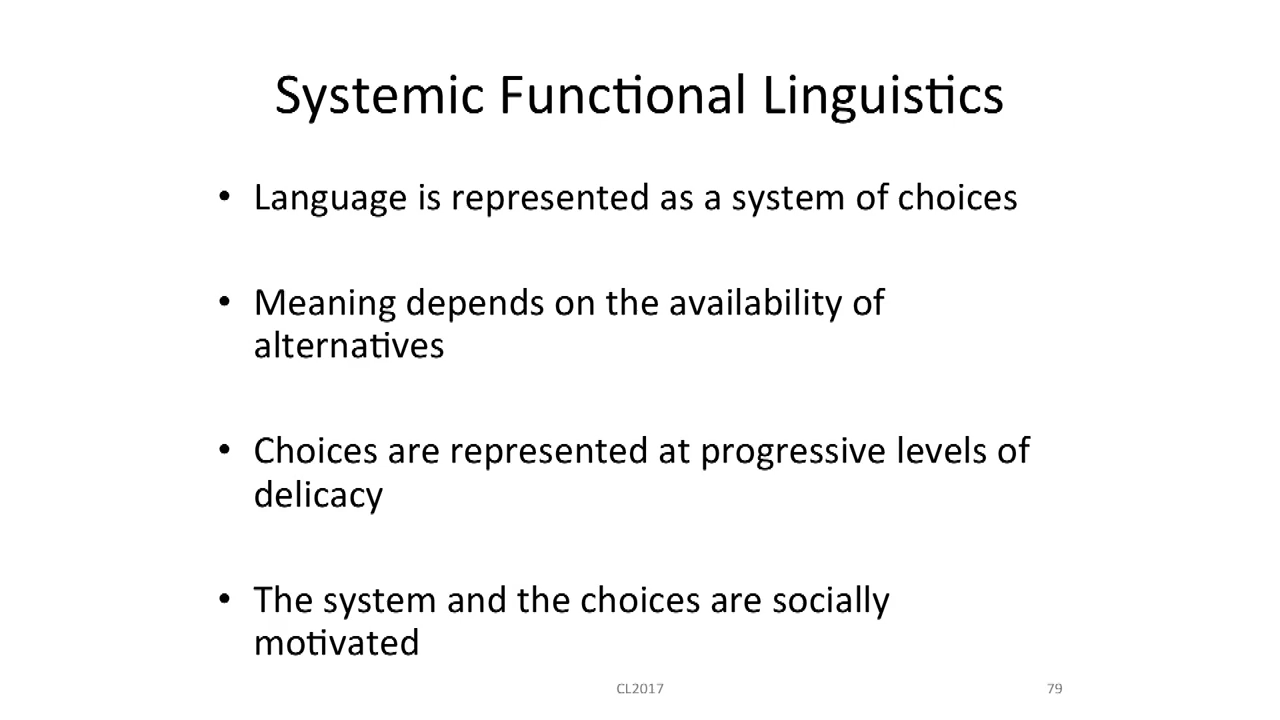 Systemic Functional Linguistics
• Language is represented as a system of choices
• Meaning depends on the availability of
alternatives
• Choices are represented at progressive levels of
delicacy
• The system and the choices are socially
motivated
CL2017
79